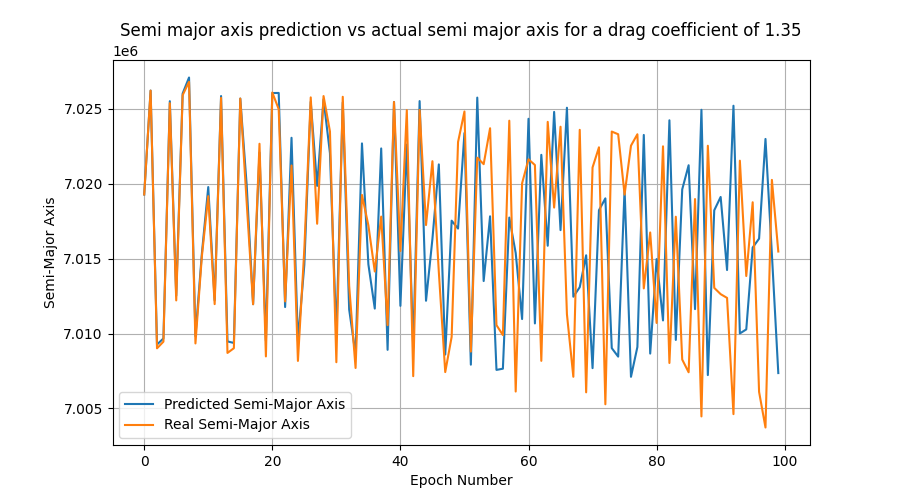 Semi major axis prediction vs actual semi major axis for a drag coefficient of 1.35
1e6
7.025
7.020
7.015
7.010
7.005
Semi-Major Axis
Predicted Semi-Major Axis
Real Semi-Major Axis
0 20 40 60 80 100
Epoch Number